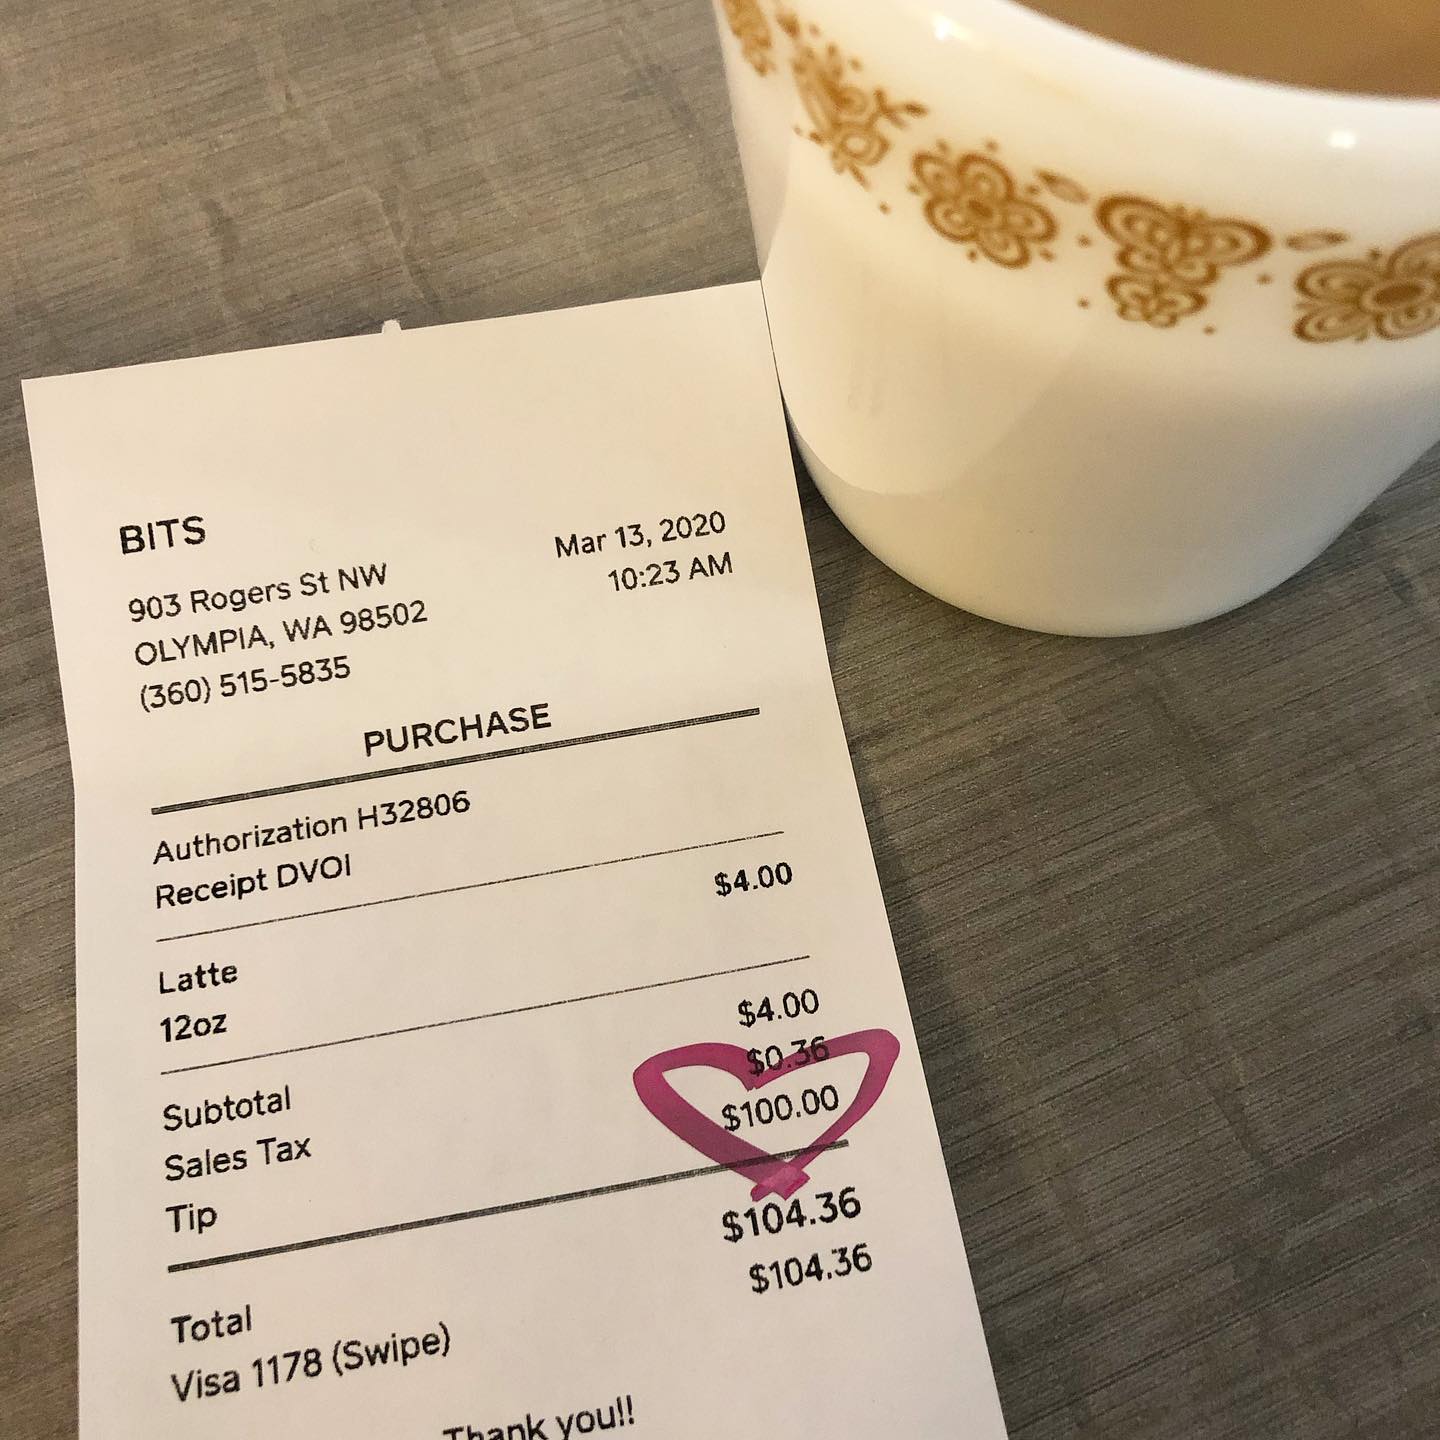 BITS
903 Rogers St NW
OLYMPIA, WA 98502
(360) 515-5835
Mar 13, 2020
10:23 AM
PURCHASE
Authorization H32806
Receipt DVOI
Latte $4.00
12oz
Subtotal $4.00
Sales Tax $0.36
Tip $100.00
Total $104.36
Visa 1178 (Swipe) $104.36
Thank you!!